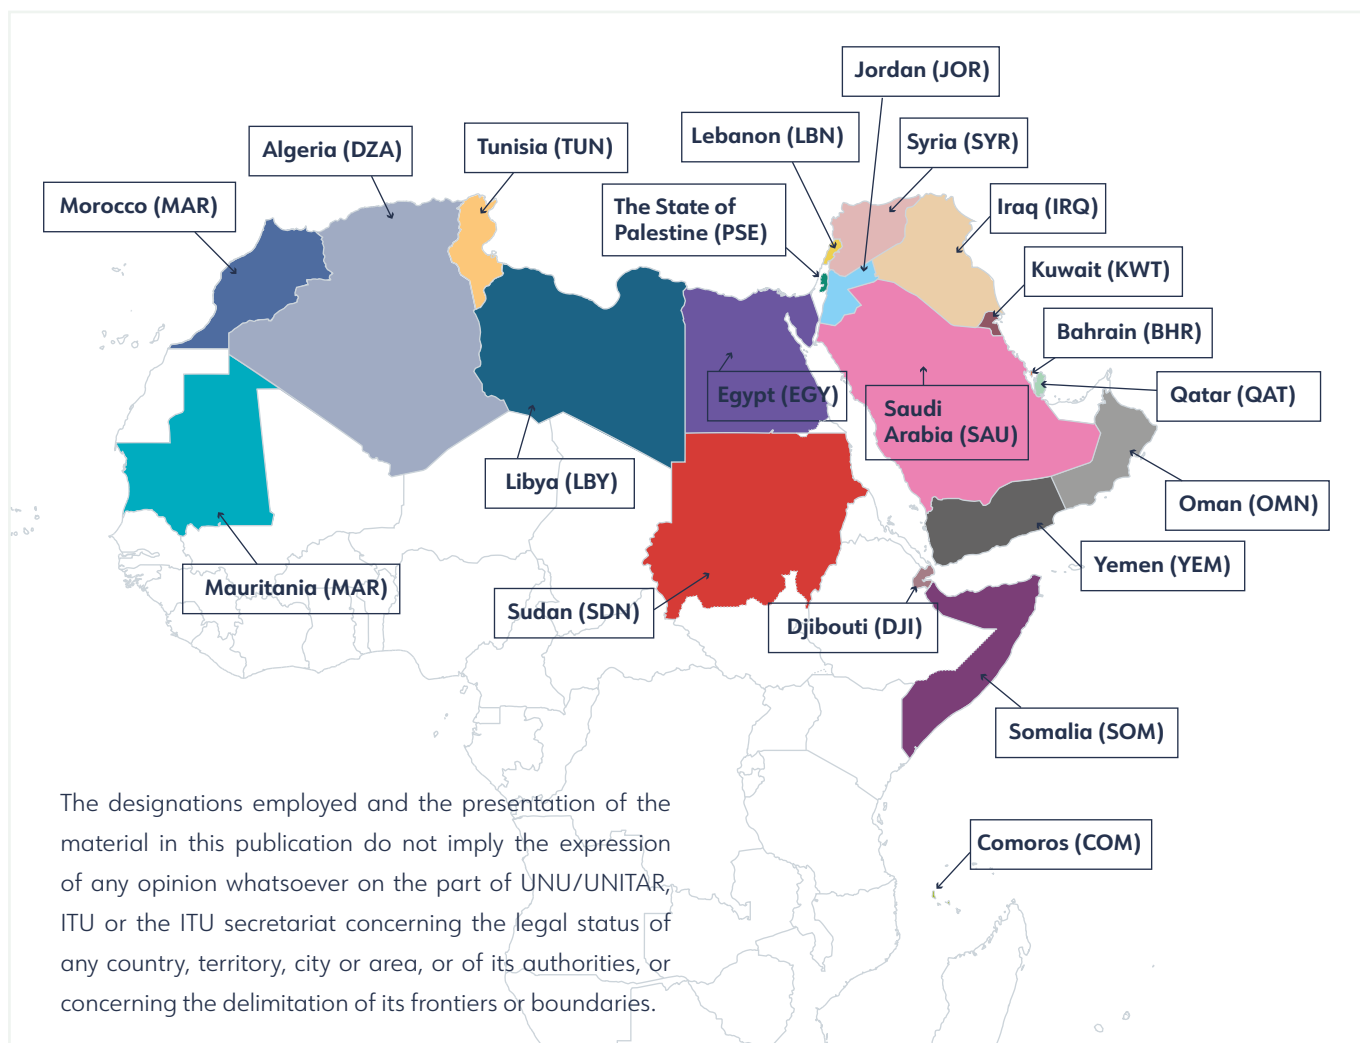 Jordan (JOR)
Lebanon (LBN)
Syria (SYR)
Algeria (DZA)
Tunisia (TUN)
Morocco (MAR)
The State of
Palestine (PSE)
Iraq (IRQ)
Kuwait (KWT)
Bahrain (BHR)
Qatar (QAT)
Egypt (EGY)
Saudi
Arabia (SAU)
Libya (LBY)
Oman (OMN)
Yemen (YEM)
Mauritania (MAR)
Sudan (SDN)
Djibouti (DJI)
Somalia (SOM)
Comoros (COM)
The designations employed and the presentation of the
material in this publication do not imply the expression
of any opinion whatsoever on the part of UNU/UNITAR,
ITU or the ITU secretariat concerning the legal status of
any country, territory, city or area, or of its authorities, or
concerning the delimitation of its frontiers or boundaries.